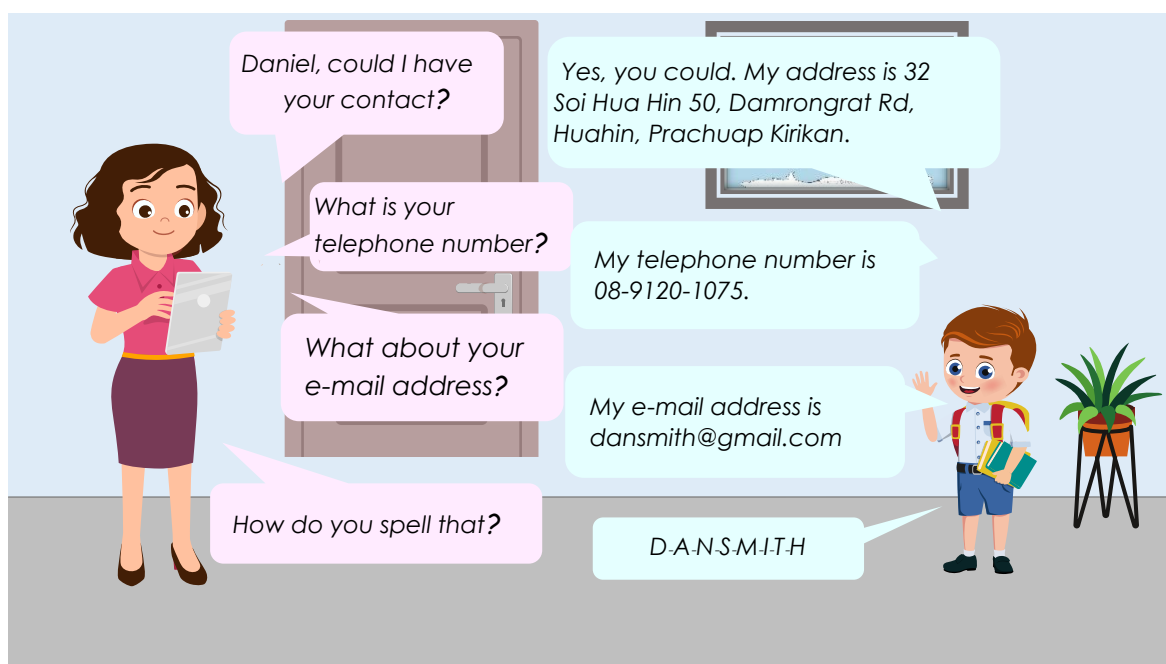 Daniel, could I have
your contact?
Yes, you could. My address is 32
Soi Hua Hin 50, Damrongrat Rd,
Huahin, Prachuap Kirikan.
What is your
telephone number?
My telephone number is
08-9120-1075.
What about your
e-mail address?
My e-mail address is
dansmith@gmail.com
How do you spell that?
D-A-N-S-M-I-T-H